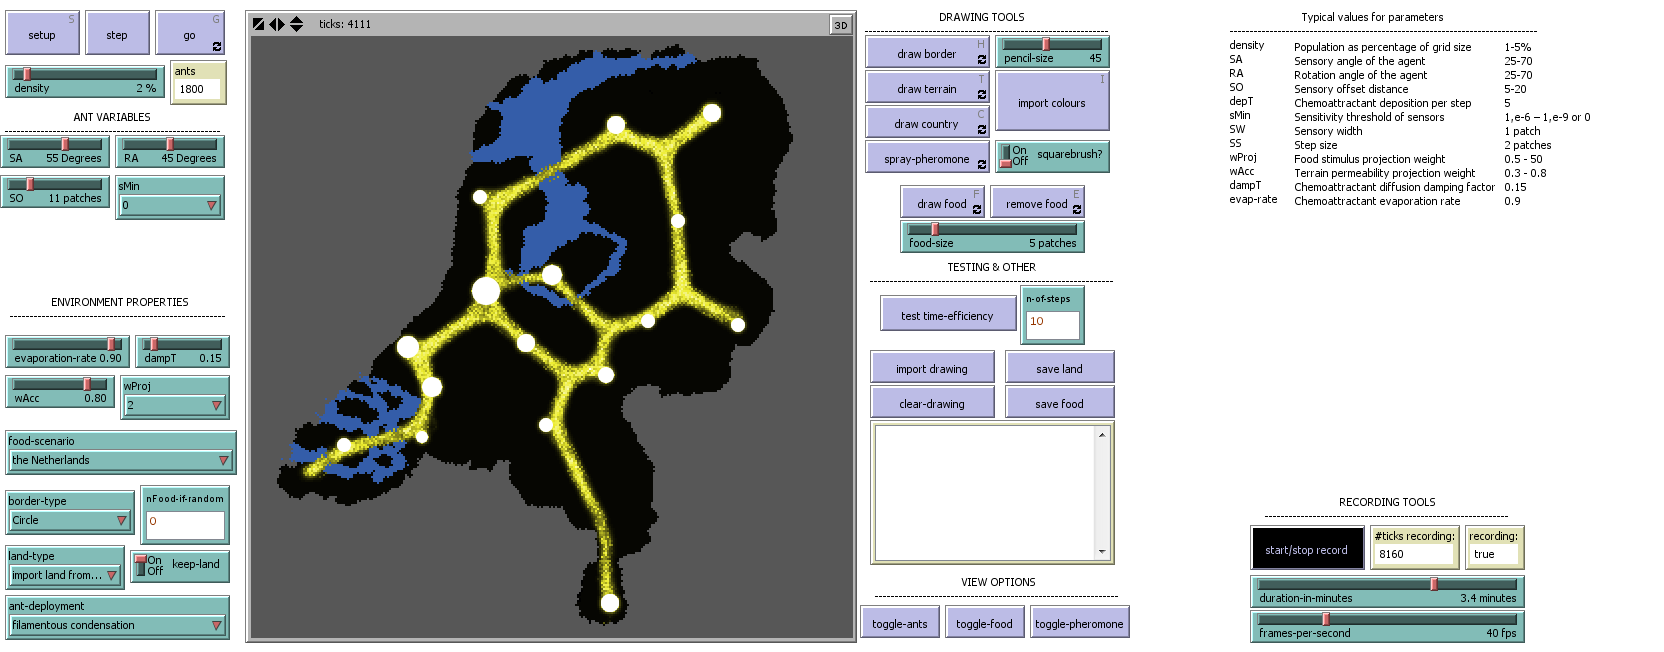 S
setup
step
G
go
density
2 %
ants
1800
ANT VARIABLES
SA 55 Degrees
RA 45 Degrees
SO 11 patches
sMin
0
ENVIRONMENT PROPERTIES
evaporation-rate 0.90
dampT 0.15
wAcc 0.80
wProj
2
food-scenario
the Netherlands
border-type
Circle
nFood-if-random
0
land-type
import land from...
On
Off
keep-land
ant-deployment
filamentous condensation
ticks: 4111
3D
DRAWING TOOLS
H
draw border
pencil-size 45
T
draw terrain
I
import colours
C
draw country
spray-pheromone
On
Off
squarebrush?
F
draw food
E
remove food
food-size 5 patches
TESTING & OTHER
test time-efficiency
n-of-steps
10
import drawing
save land
clear-drawing
save food
VIEW OPTIONS
toggle-ants
toggle-food
toggle-pheromone
Typical values for parameters
density Population as percentage of grid size 1-5%
SA Sensory angle of the agent 25-70
RA Rotation angle of the agent 25-70
SO Sensory offset distance 5-20
depT Chemoattractant deposition per step 5
sMin Sensitivity threshold of sensors 1,e-6 – 1,e-9 or 0
SW Sensory width 1 patch
SS Step size 2 patches
wProj Food stimulus projection weight 0.5 - 50
wAcc Terrain permeability projection weight 0.3 - 0.8
dampT Chemoattractant diffusion damping factor 0.15
evap-rate Chemoattractant evaporation rate 0.9
RECORDING TOOLS
start/stop record
#ticks recording:
8160
recording:
true
duration-in-minutes 3.4 minutes
frames-per-second 40 fps